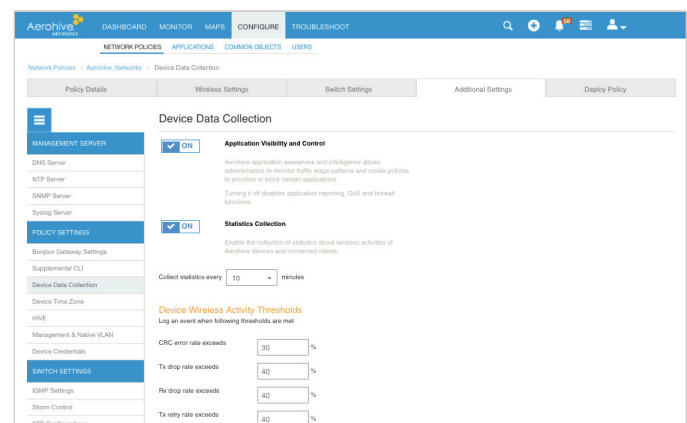 Aerohive NETWORKS
DASHBOARD MONITOR MAPS CONFIGURE TROUBLESHOOT
58
NETWORK POLICIES APPLICATIONS COMMON OBJECTS USERS
Network Policies Aerohive_Networks Device Data Collection
Policy Details Wireless Settings Switch Settings Additional Settings Deploy Policy
Device Data Collection
MANAGEMENT SERVER
DNS Server
NTP Server
SNMP Server
Syslog Server
POLICY SETTINGS
Bonjour Gateway Settings
Supplemental CLI
Device Data Collection
Device Time Zone
HIVE
Management & Native VLAN
Device Credentials
SWITCH SETTINGS
IGMP Settings
Storm Control
ON Application Visibility and Control
Aerohive application awareness and intelligence allows
administrators to monitor traffic wage patterns and create policies
to prioritize or block certain applications.
Turning it off disables application reporting, QoS and firewall
functions.
ON Statistics Collection
Enable the collection of statistics about wireless activities of
Aerohive devices and connected clients.
Collect statistics every 10 minutes
Device Wireless Activity Thresholds
Log an event when following thresholds are met
CRC error rate exceeds 30 %
Tx drop rate exceeds 40 %
Rx drop rate exceeds 40 %
Tx retry rate exceeds 40 %